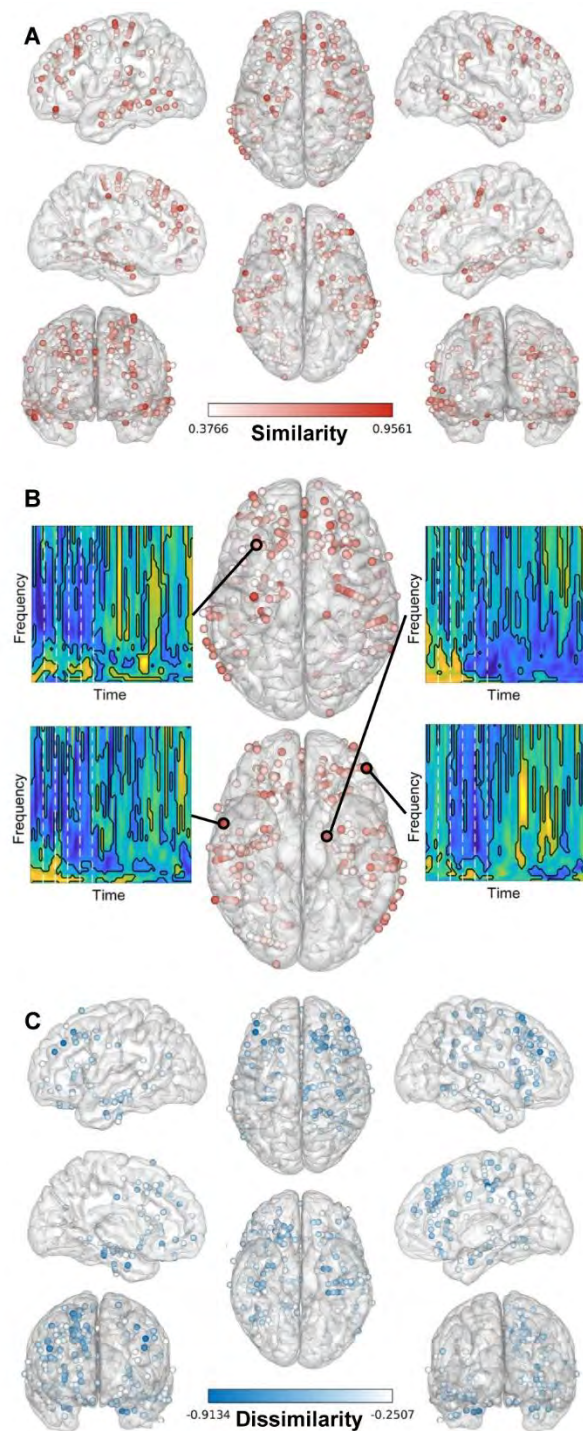 A
0.3766
0.9561
Similarity
B
Frequency
Time
Frequency
Time
Frequency
Time
Frequency
Time
C
-0.9134
-0.2507
Dissimilarity